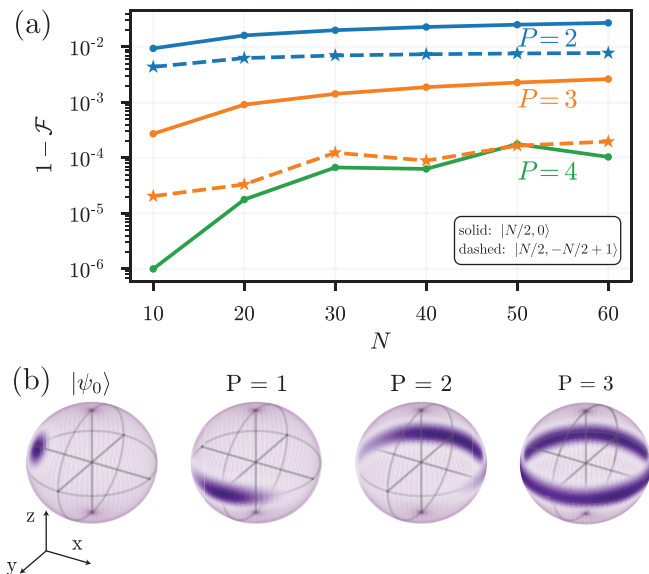 (a)
10⁻²
10⁻³
10⁻⁴
10⁻⁵
10⁻⁶
1 − ℱ
P = 2
P = 3
P = 4
solid: |N/2, 0⟩
dashed: |N/2, −N/2 + 1⟩
10 20 30 40 50 60
N
(b)
|ψ₀⟩ P = 1 P = 2 P = 3
z
x
y